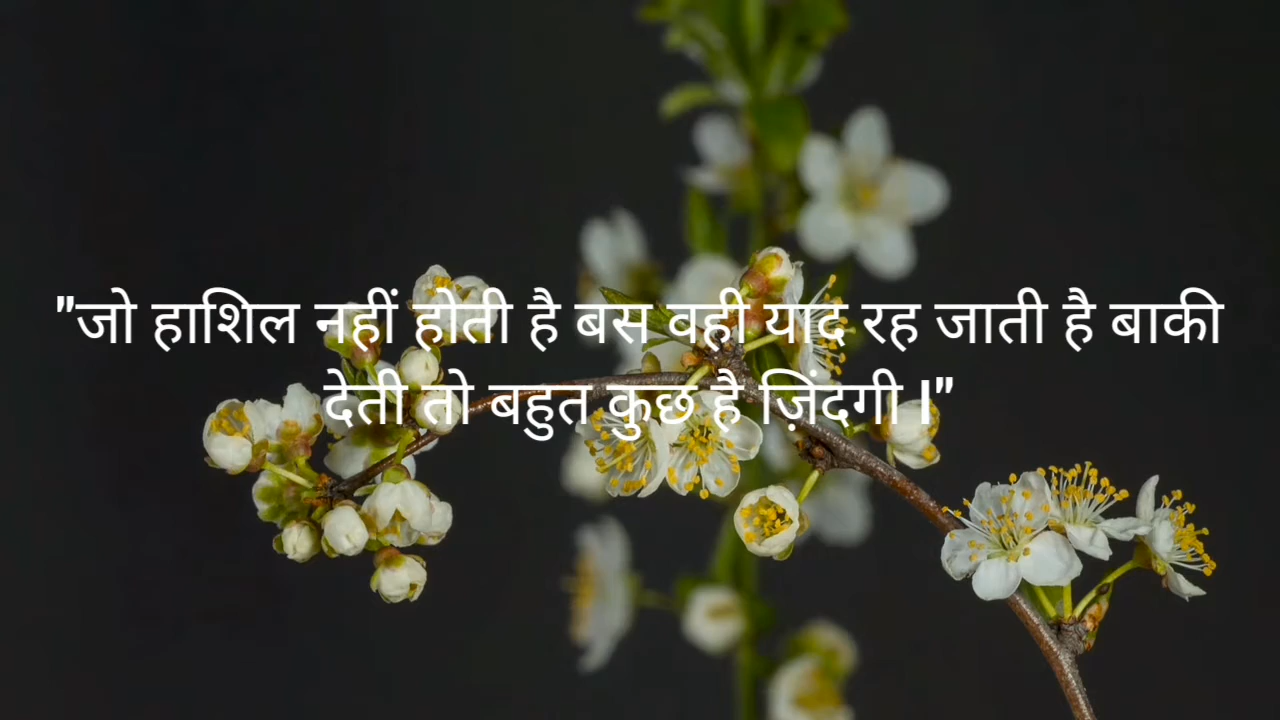 "जो हाशिल नहीं होती है बस वही याद रह जाती है बाकी
देती तो बहुत कुछ है ज़िंदगी ।"